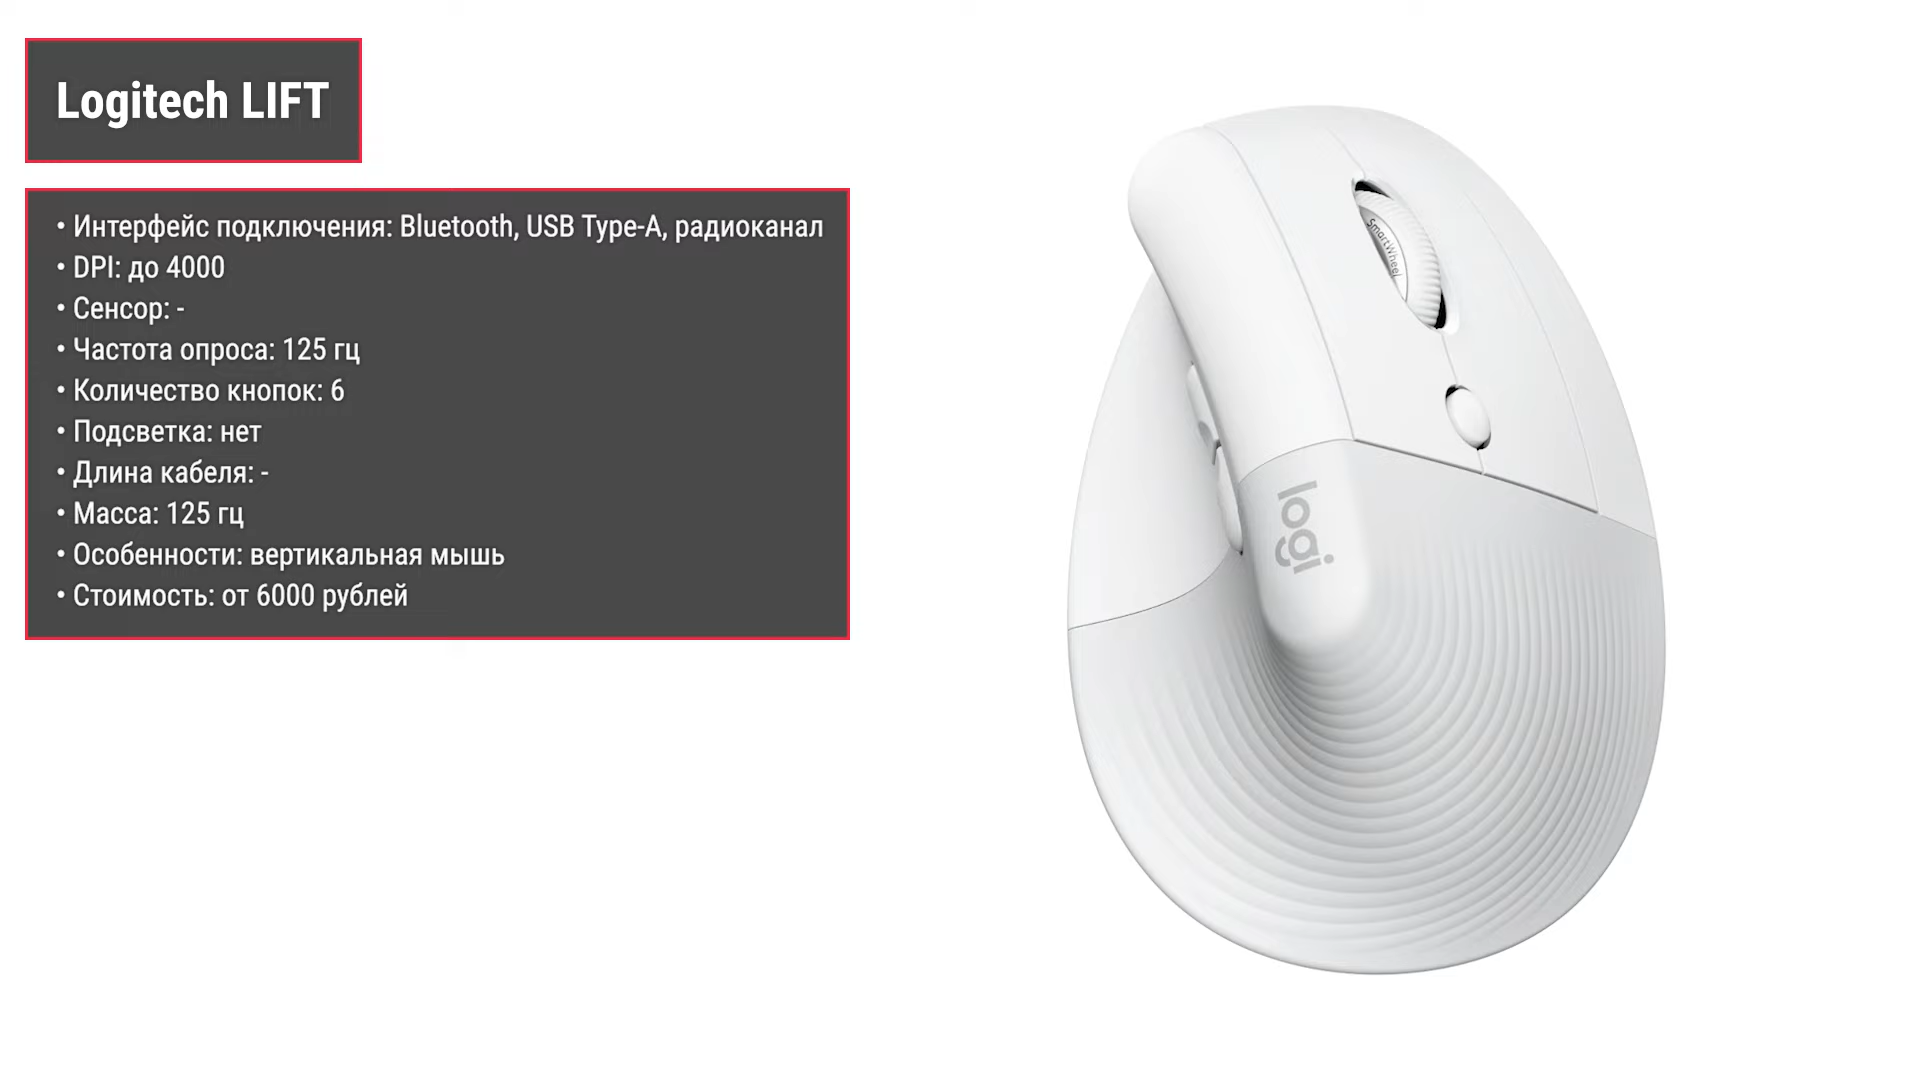 Logitech LIFT
• Интерфейс подключения: Bluetooth, USB Type-A, радиоканал
• DPI: до 4000
• Сенсор: -
• Частота опроса: 125 гц
• Количество кнопок: 6
• Подсветка: нет
• Длина кабеля: -
• Масса: 125 гц
• Особенности: вертикальная мышь
• Стоимость: от 6000 рублей
SmartWheel
logi